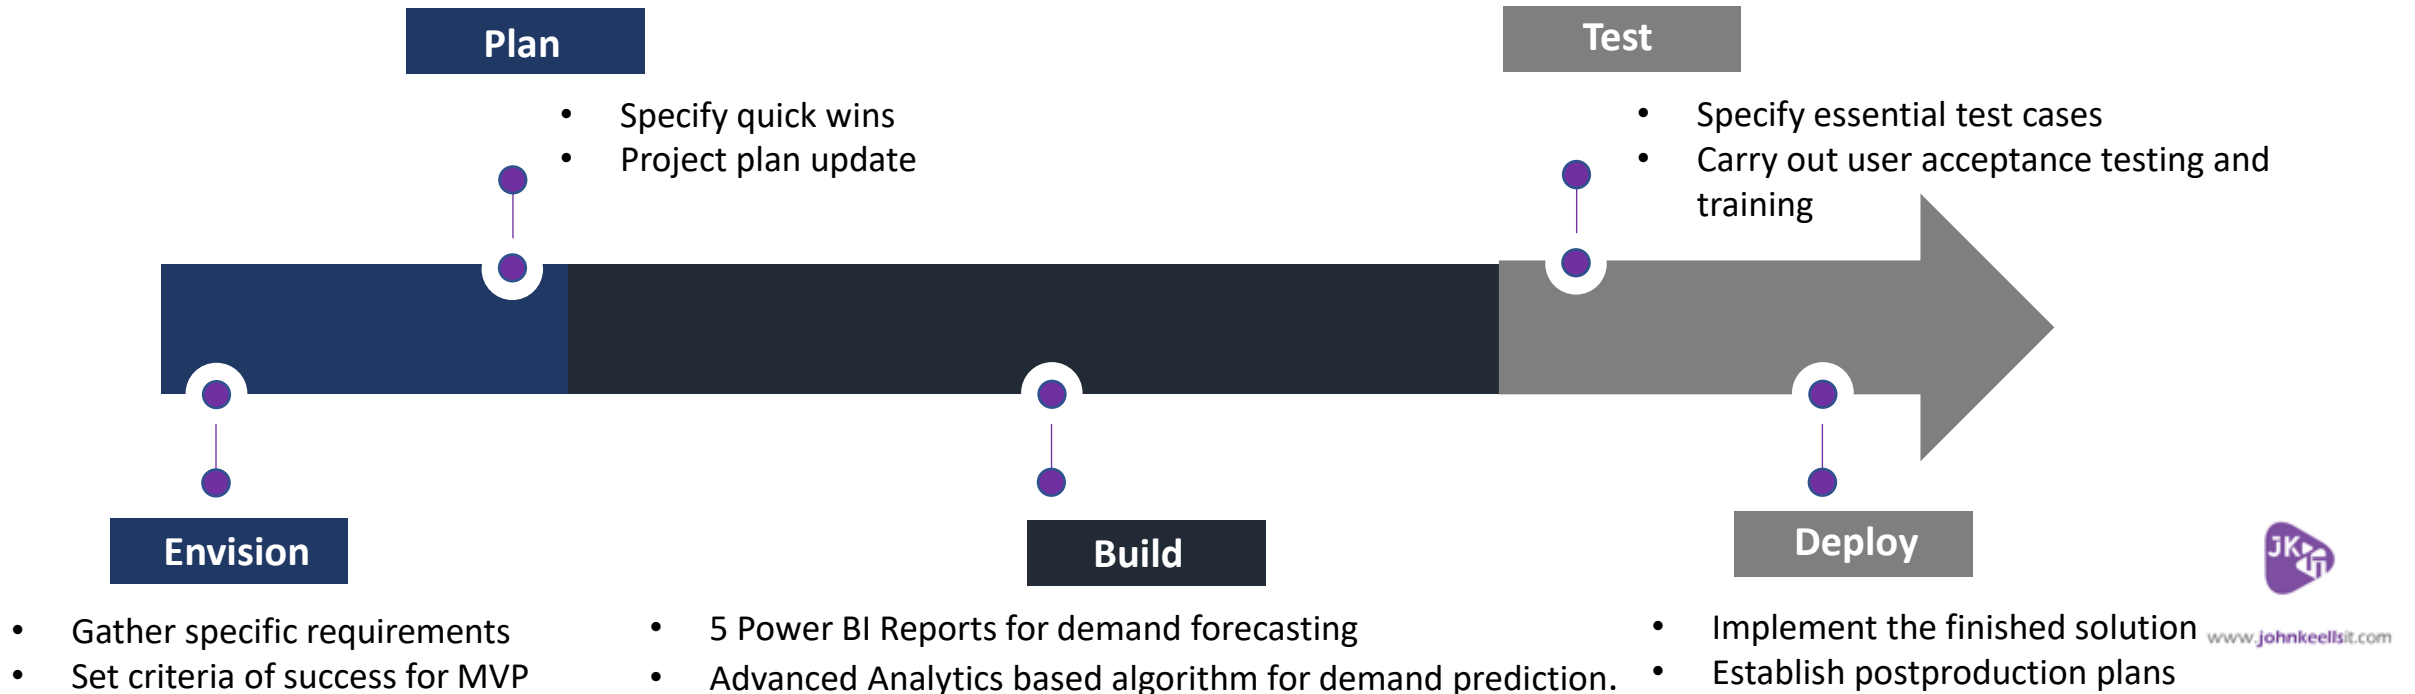 Plan
• Specify quick wins
• Project plan update
Test
• Specify essential test cases
• Carry out user acceptance testing and
training
Envision
• Gather specific requirements
• Set criteria of success for MVP
Build
• 5 Power BI Reports for demand forecasting
• Advanced Analytics based algorithm for demand prediction.
Deploy
• Implement the finished solution
• Establish postproduction plans
JK
IT
www.johnkeellsit.com